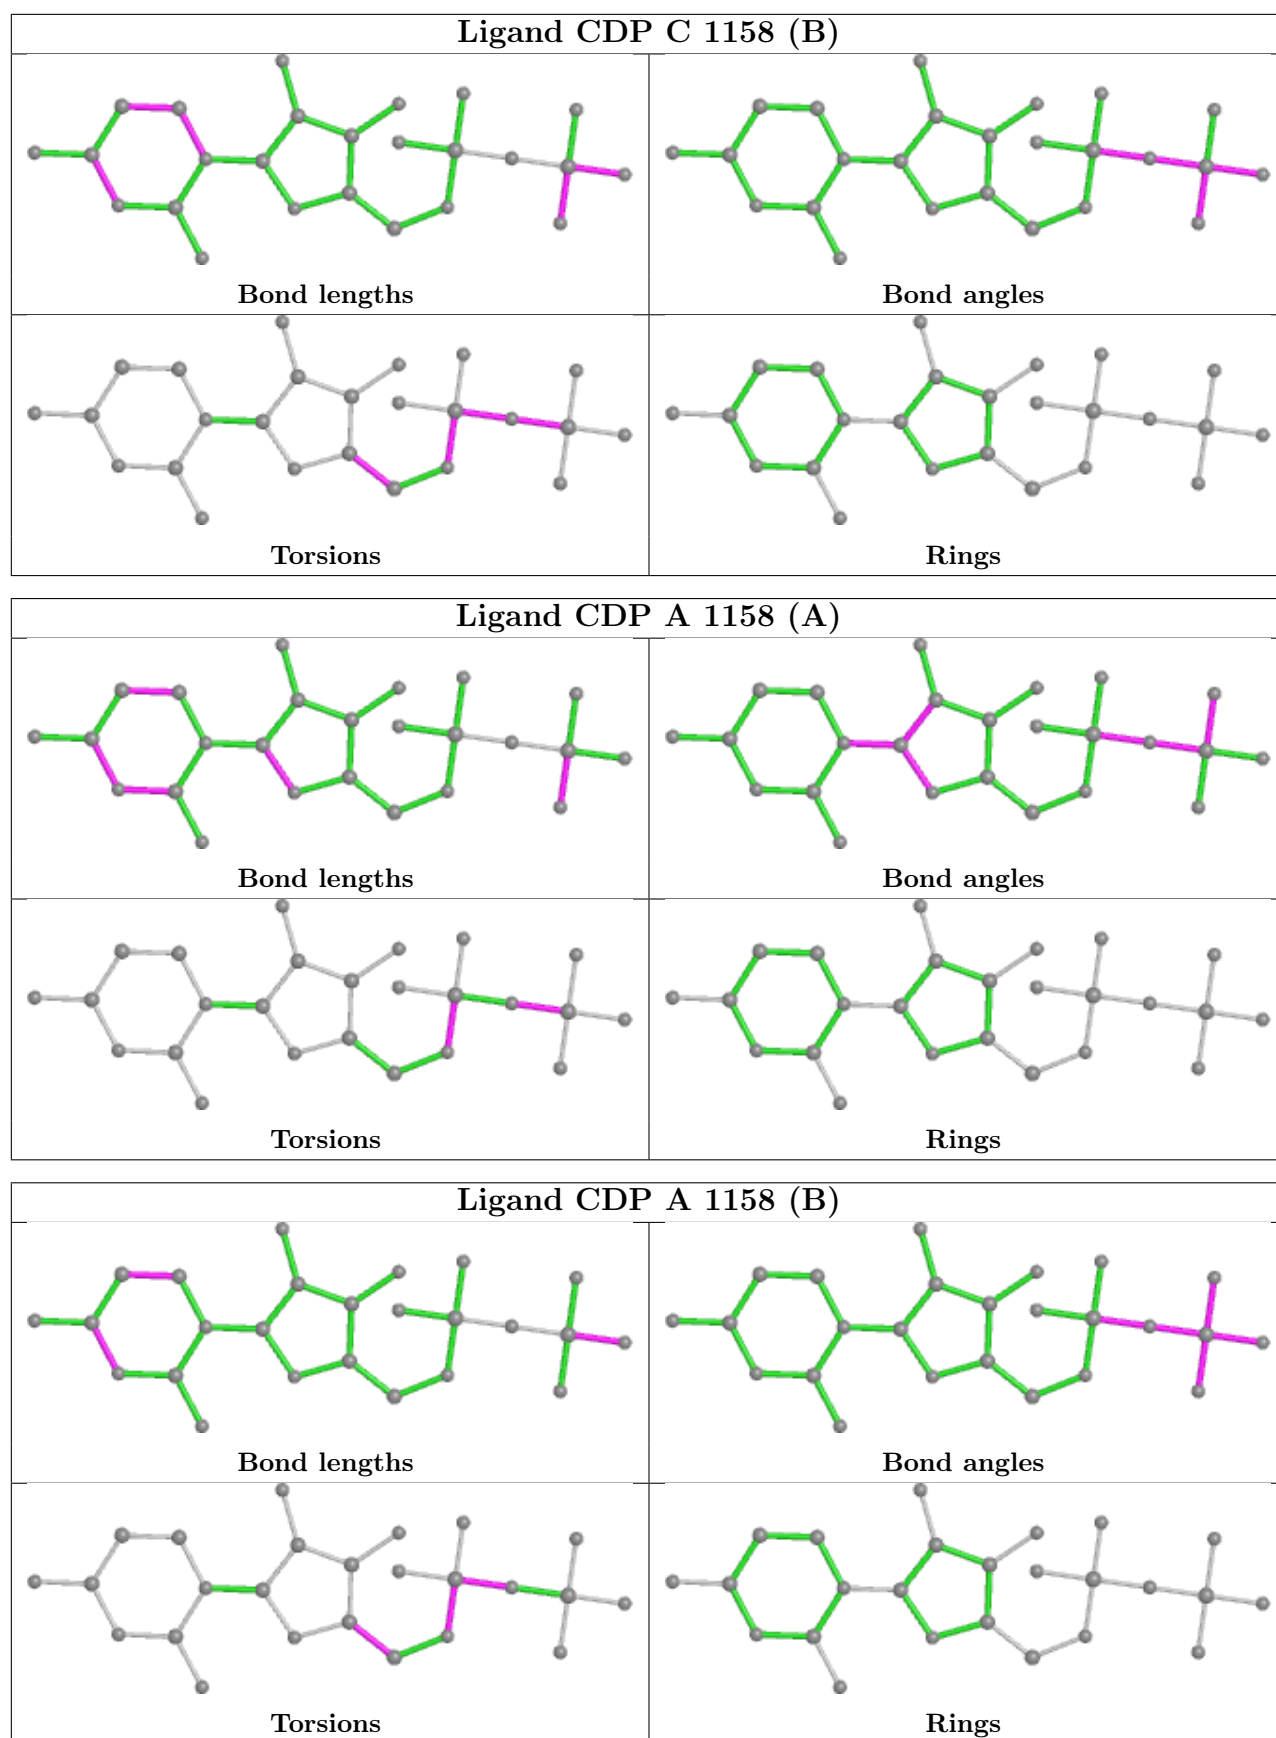 Ligand CDP C 1158 (B)
Bond lengths
Bond angles
Torsions
Rings
Ligand CDP A 1158 (A)
Bond lengths
Bond angles
Torsions
Rings
Ligand CDP A 1158 (B)
Bond lengths
Bond angles
Torsions
Rings